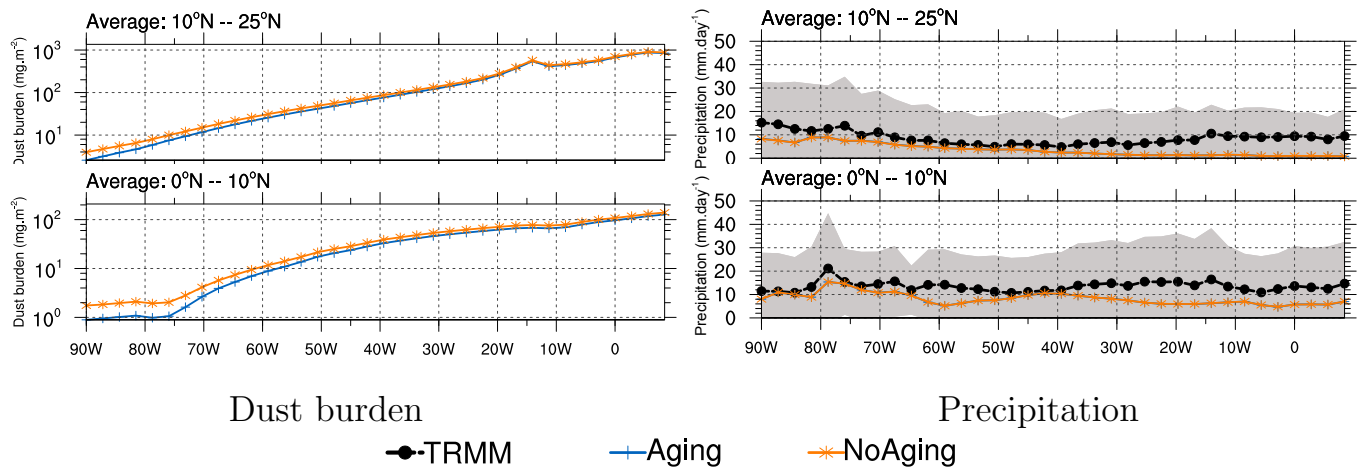 Average: 10°N -- 25°N
Dust burden (mg.m⁻²)
10³
10²
10¹
Average: 0°N -- 10°N
Dust burden (mg.m⁻²)
10²
10¹
10⁰
90W 80W 70W 60W 50W 40W 30W 20W 10W 0
Dust burden
Average: 10°N -- 25°N
Precipitation (mm.day⁻¹)
50
40
30
20
10
0
Average: 0°N -- 10°N
Precipitation (mm.day⁻¹)
50
40
30
20
10
0
90W 80W 70W 60W 50W 40W 30W 20W 10W 0
Precipitation
TRMM Aging NoAging